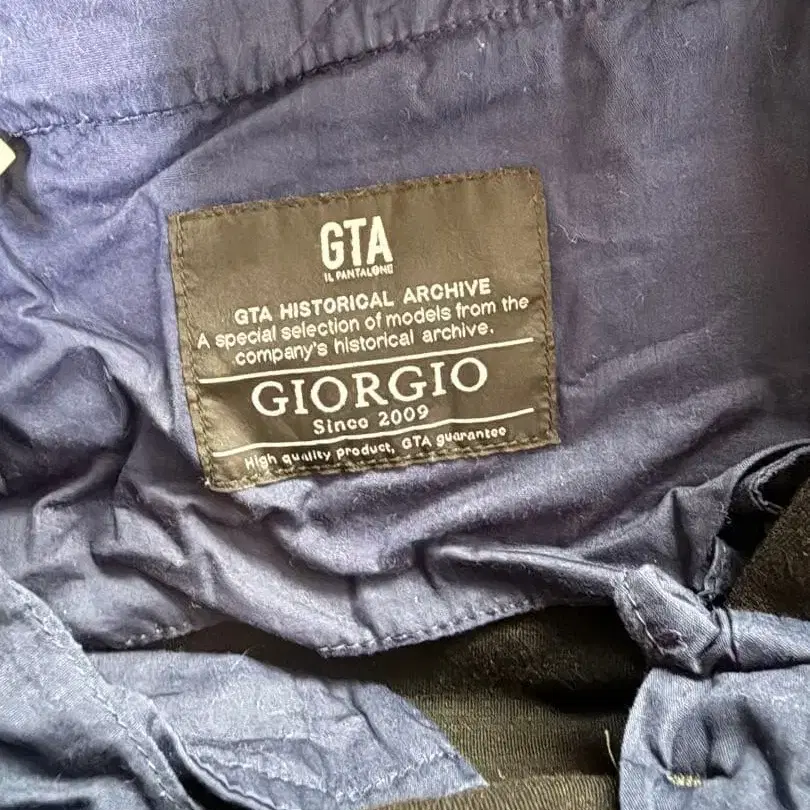 GTA
IL PANTALONE
GTA HISTORICAL ARCHIVE
A special selection of models from the
company's historical archive.
GIORGIO
Since 2009
High quality product, GTA guarantee